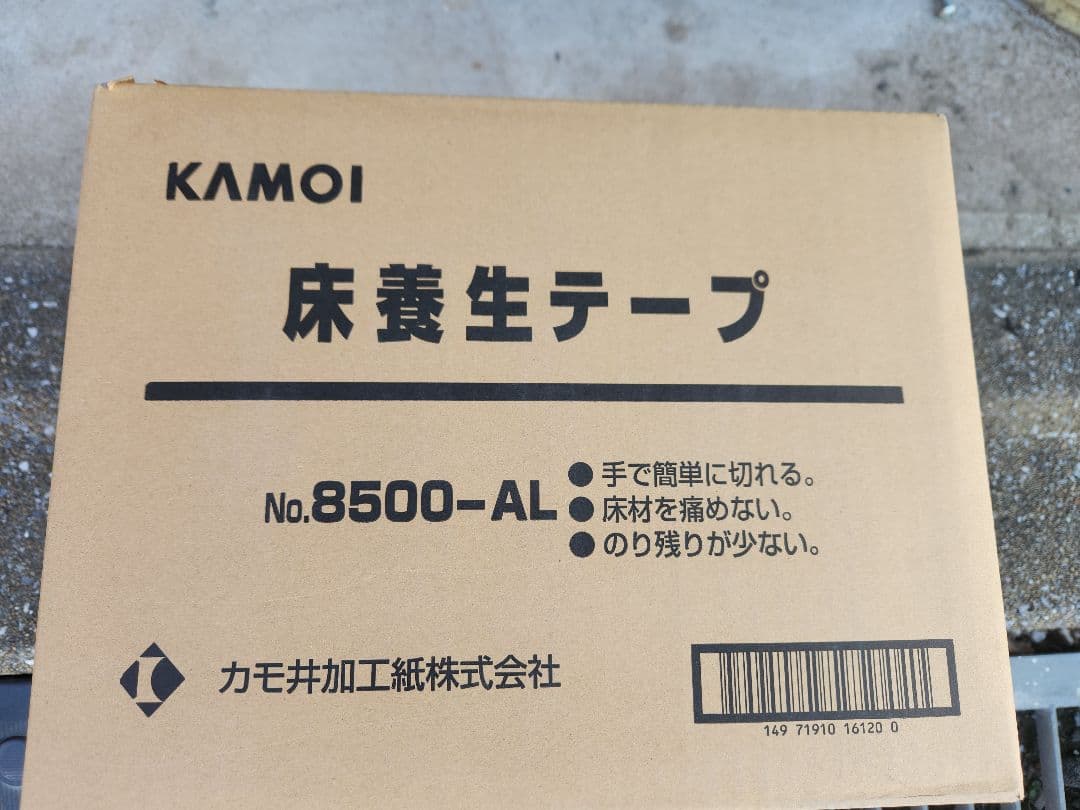 KAMOI
床養生テープ
No.8500-AL
●手で簡単に切れる。
●床材を痛めない。
●のり残りが少ない。
カモ井加工紙株式会社
149 71910 16120 0